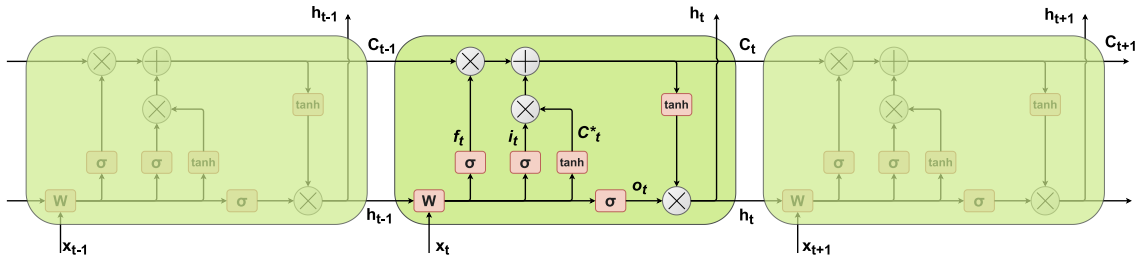 h_{t-1} h_t h_{t+1}
C_{t-1} C_t C_{t+1}
tanh tanh tanh
f_t i_t C*_t
σ σ tanh σ σ tanh σ σ tanh
o_t
W σ W σ W σ
h_{t-1} h_t
x_{t-1} x_t x_{t+1}